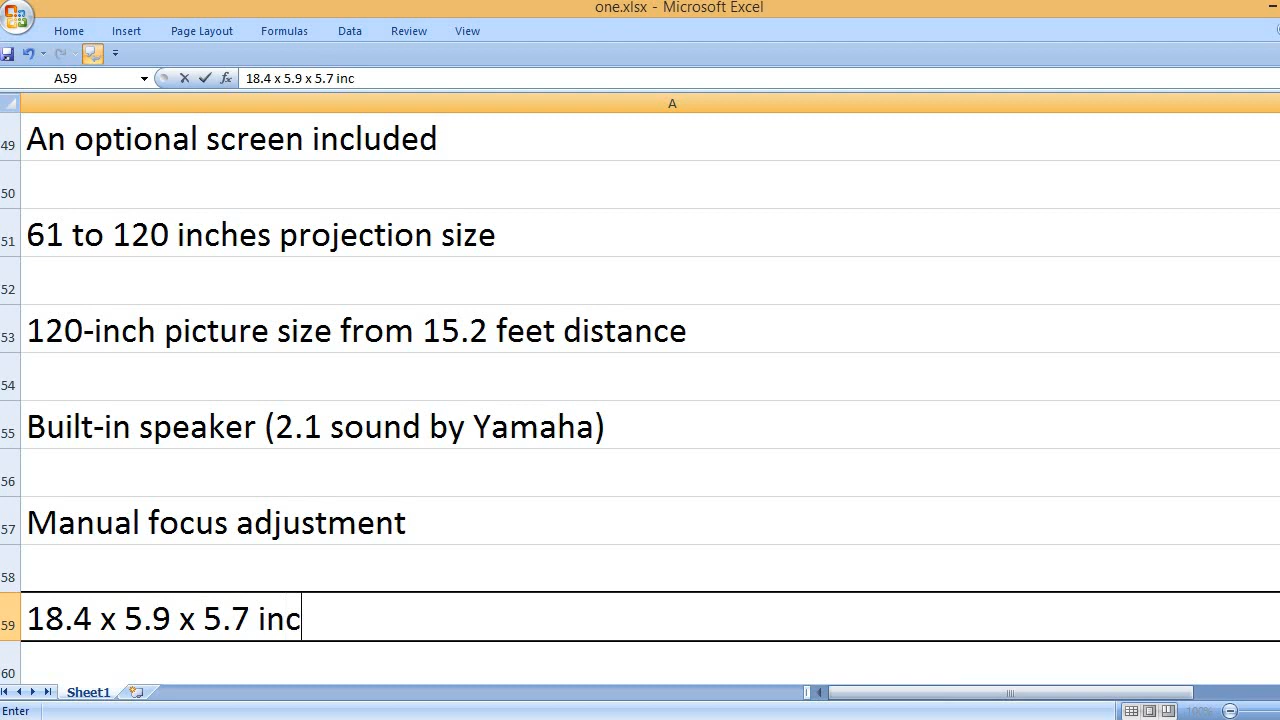 one.xlsx - Microsoft Excel
Home Insert Page Layout Formulas Data Review View
A59 fx 18.4 x 5.9 x 5.7 inc
A
49 An optional screen included
50
51 61 to 120 inches projection size
52
53 120-inch picture size from 15.2 feet distance
54
55 Built-in speaker (2.1 sound by Yamaha)
56
57 Manual focus adjustment
58
59 18.4 x 5.9 x 5.7 inc
60
Sheet1
Enter 100%